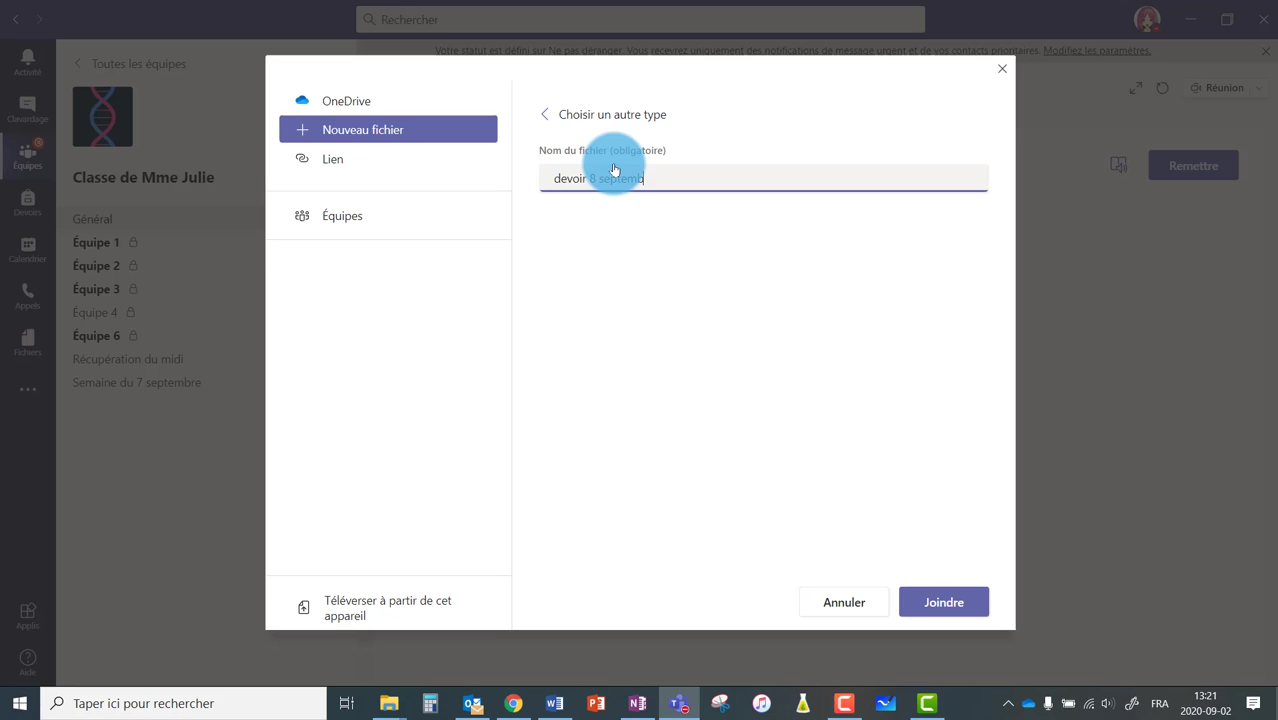 Rechercher
Votre statut est défini sur Ne pas déranger. Vous recevrez uniquement des notifications de message urgent et de vos contacts prioritaires. Modifiez les paramètres.
Activité
Clavardage
Équipes
Devoirs
Calendrier
Appels
Fichiers
Applis
Aide
Toutes les équipes
Classe de Mme Julie
Général
Équipe 1
Équipe 2
Équipe 3
Équipe 4
Équipe 6
Récupération du midi
Semaine du 7 septembre
OneDrive
Nouveau fichier
Lien
Équipes
Téléverser à partir de cet
appareil
Choisir un autre type
Nom du fichier (obligatoire)
devoir 8 septemb
Annuler
Joindre
Réunion
Remettre
Taper ici pour rechercher
FRA
13:21
2020-09-02